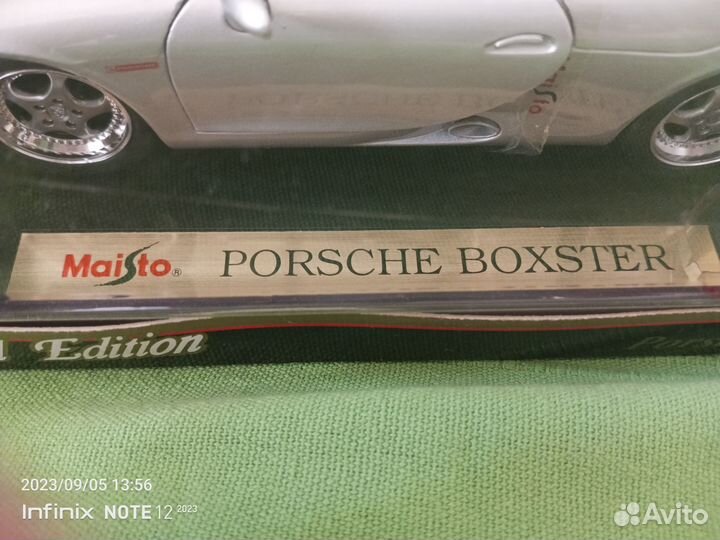 Maisto® PORSCHE BOXSTER
Edition
2023/09/05 13:56
Infinix NOTE 12 2023
Avito